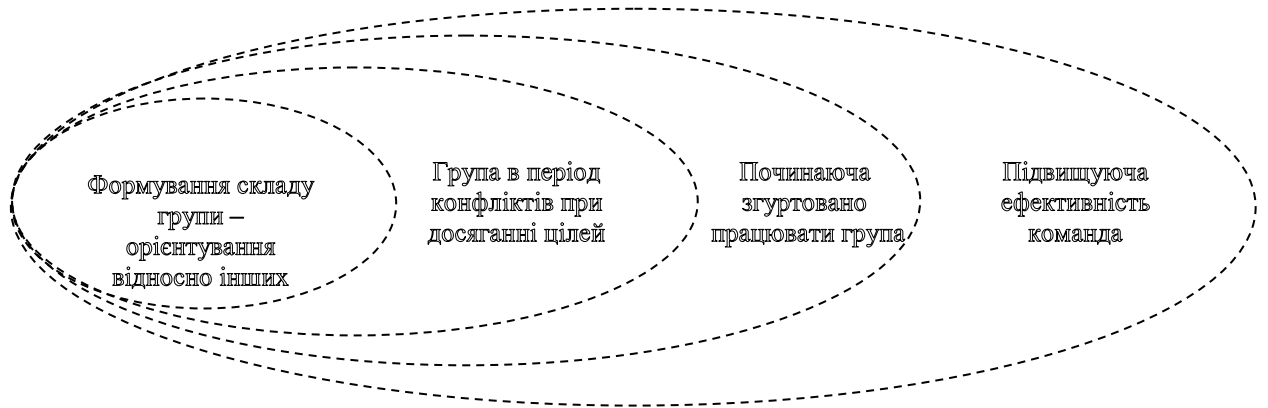 Формування складу
групи –
орієнтування
відносно інших
Група в період
конфліктів при
досяганні цілей
Починаюча
згуртовано
працювати група
Підвищуюча
ефективність
команда